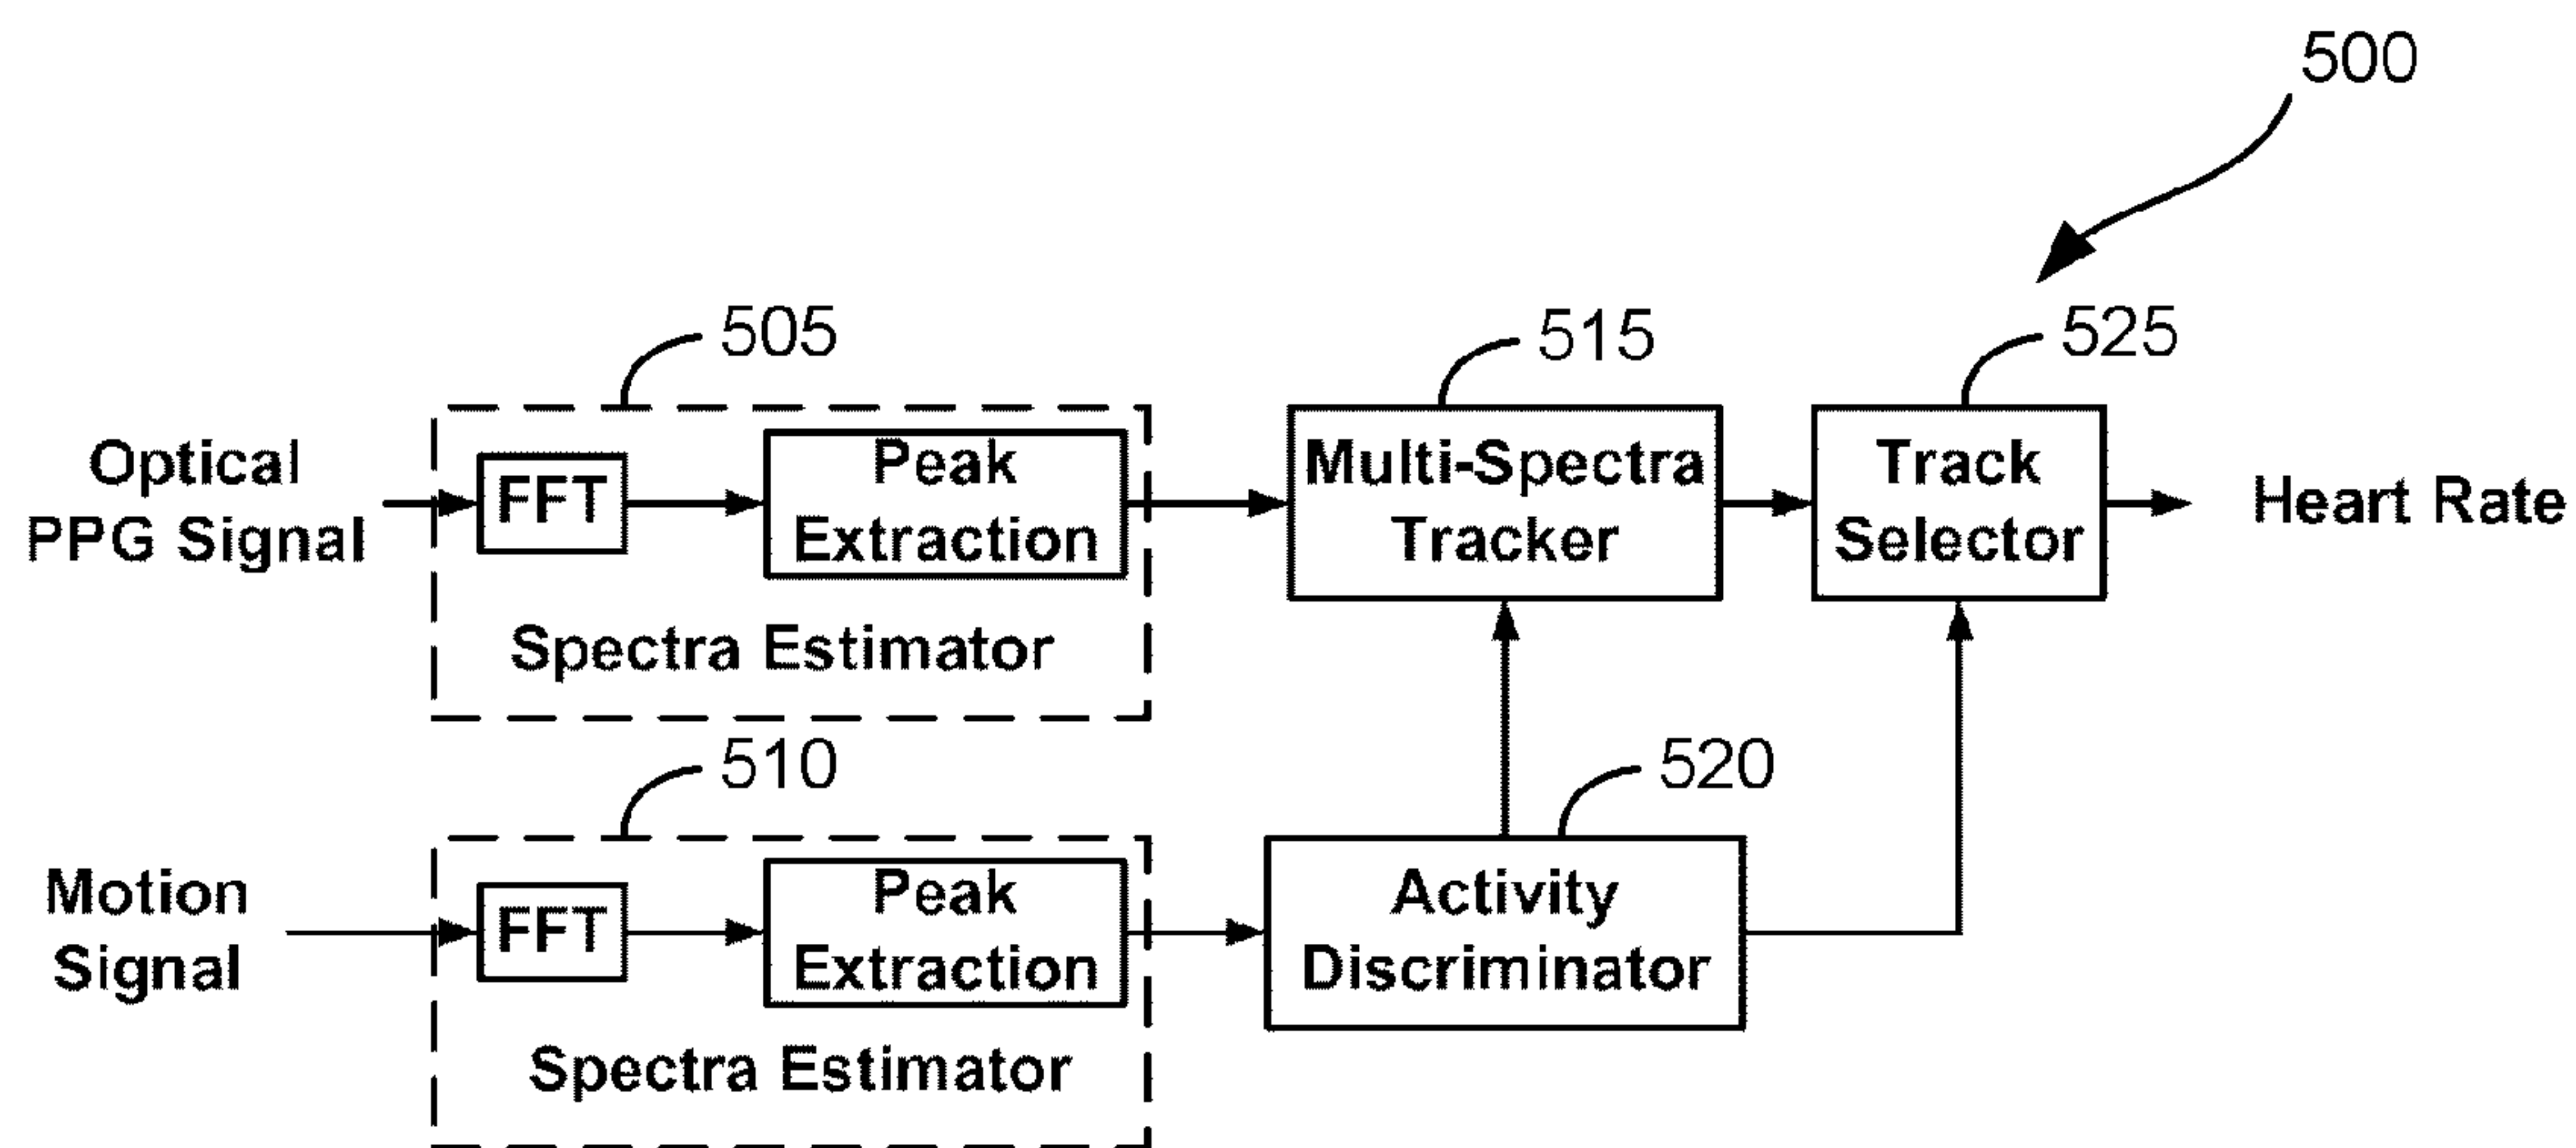 500
505
515
525
Optical
PPG Signal
FFT
Peak
Extraction
Spectra Estimator
Multi-Spectra
Tracker
Track
Selector
Heart Rate
510
520
Motion
Signal
FFT
Peak
Extraction
Spectra Estimator
Activity
Discriminator